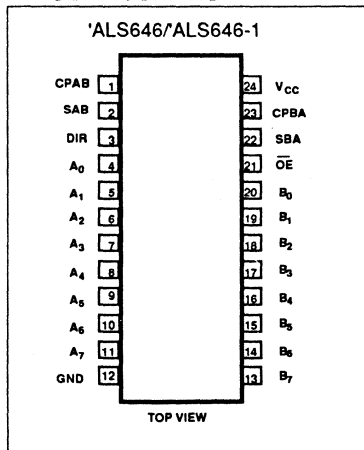 'ALS646/'ALS646-1
CPAB 1 24 V_CC
SAB 2 23 CPBA
DIR 3 22 SBA
A₀ 4 21 O̅E̅
A₁ 5 20 B₀
A₂ 6 19 B₁
A₃ 7 18 B₂
A₄ 8 17 B₃
A₅ 9 16 B₄
A₆ 10 15 B₅
A₇ 11 14 B₆
GND 12 13 B₇
TOP VIEW